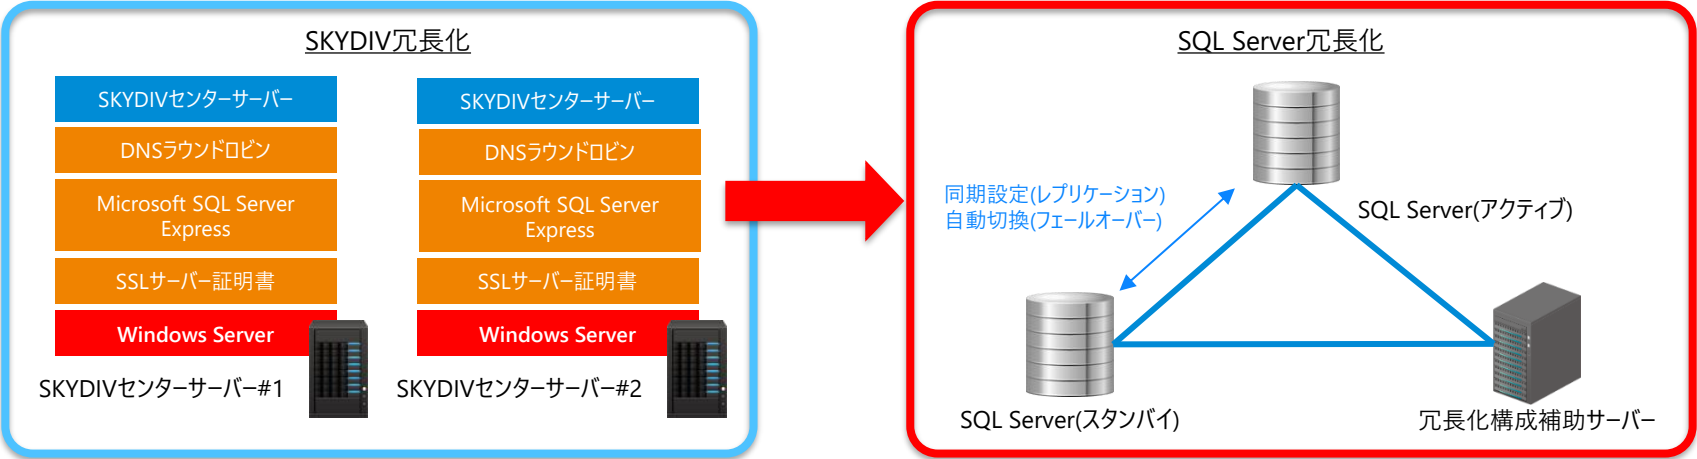 SKYDIV冗長化
SKYDIVセンターサーバー
DNSラウンドロビン
Microsoft SQL Server
Express
SSLサーバー証明書
Windows Server
SKYDIVセンターサーバー#1
SKYDIVセンターサーバー
DNSラウンドロビン
Microsoft SQL Server
Express
SSLサーバー証明書
Windows Server
SKYDIVセンターサーバー#2
SQL Server冗長化
同期設定(レプリケーション)
自動切換(フェールオーバー)
SQL Server(アクティブ)
SQL Server(スタンバイ)
冗長化構成補助サーバー